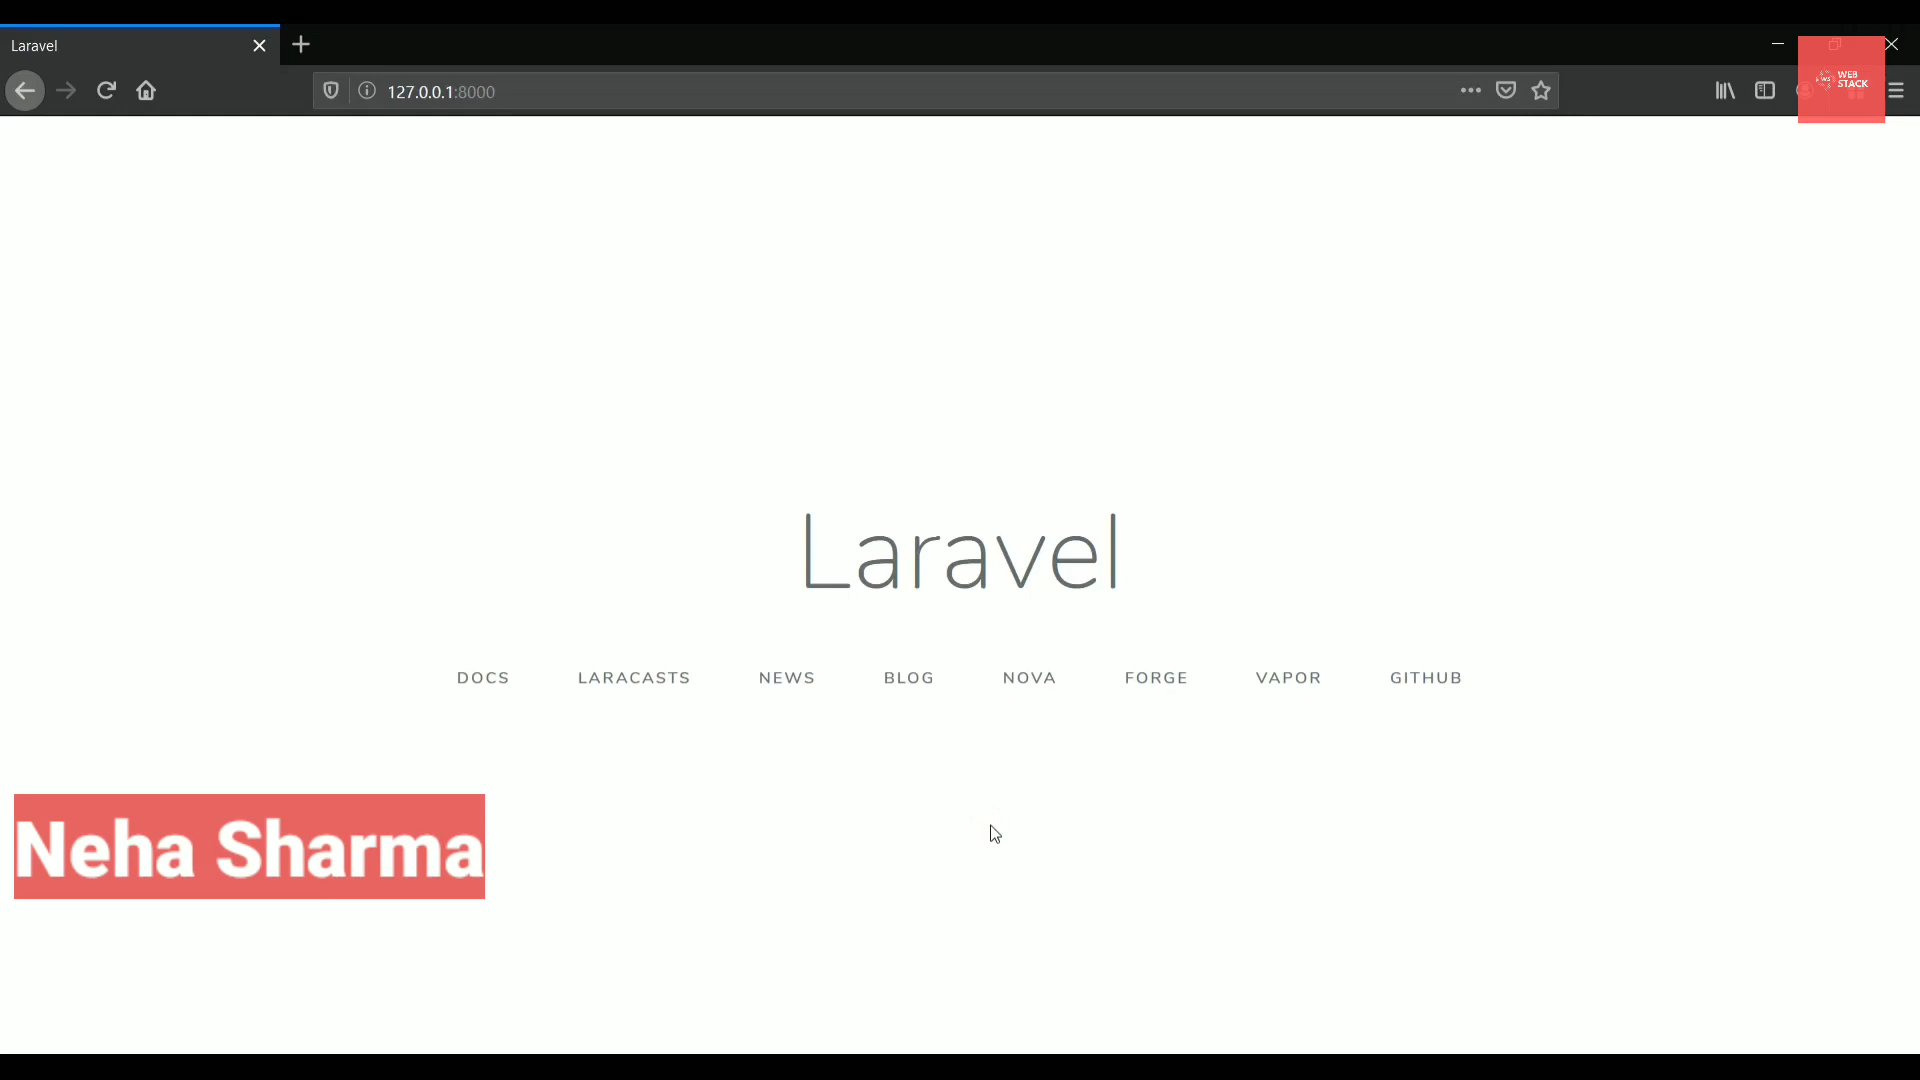 Laravel
127.0.0.1:8000
WS WEB
STACK
Laravel
DOCS LARACASTS NEWS BLOG NOVA FORGE VAPOR GITHUB
Neha Sharma